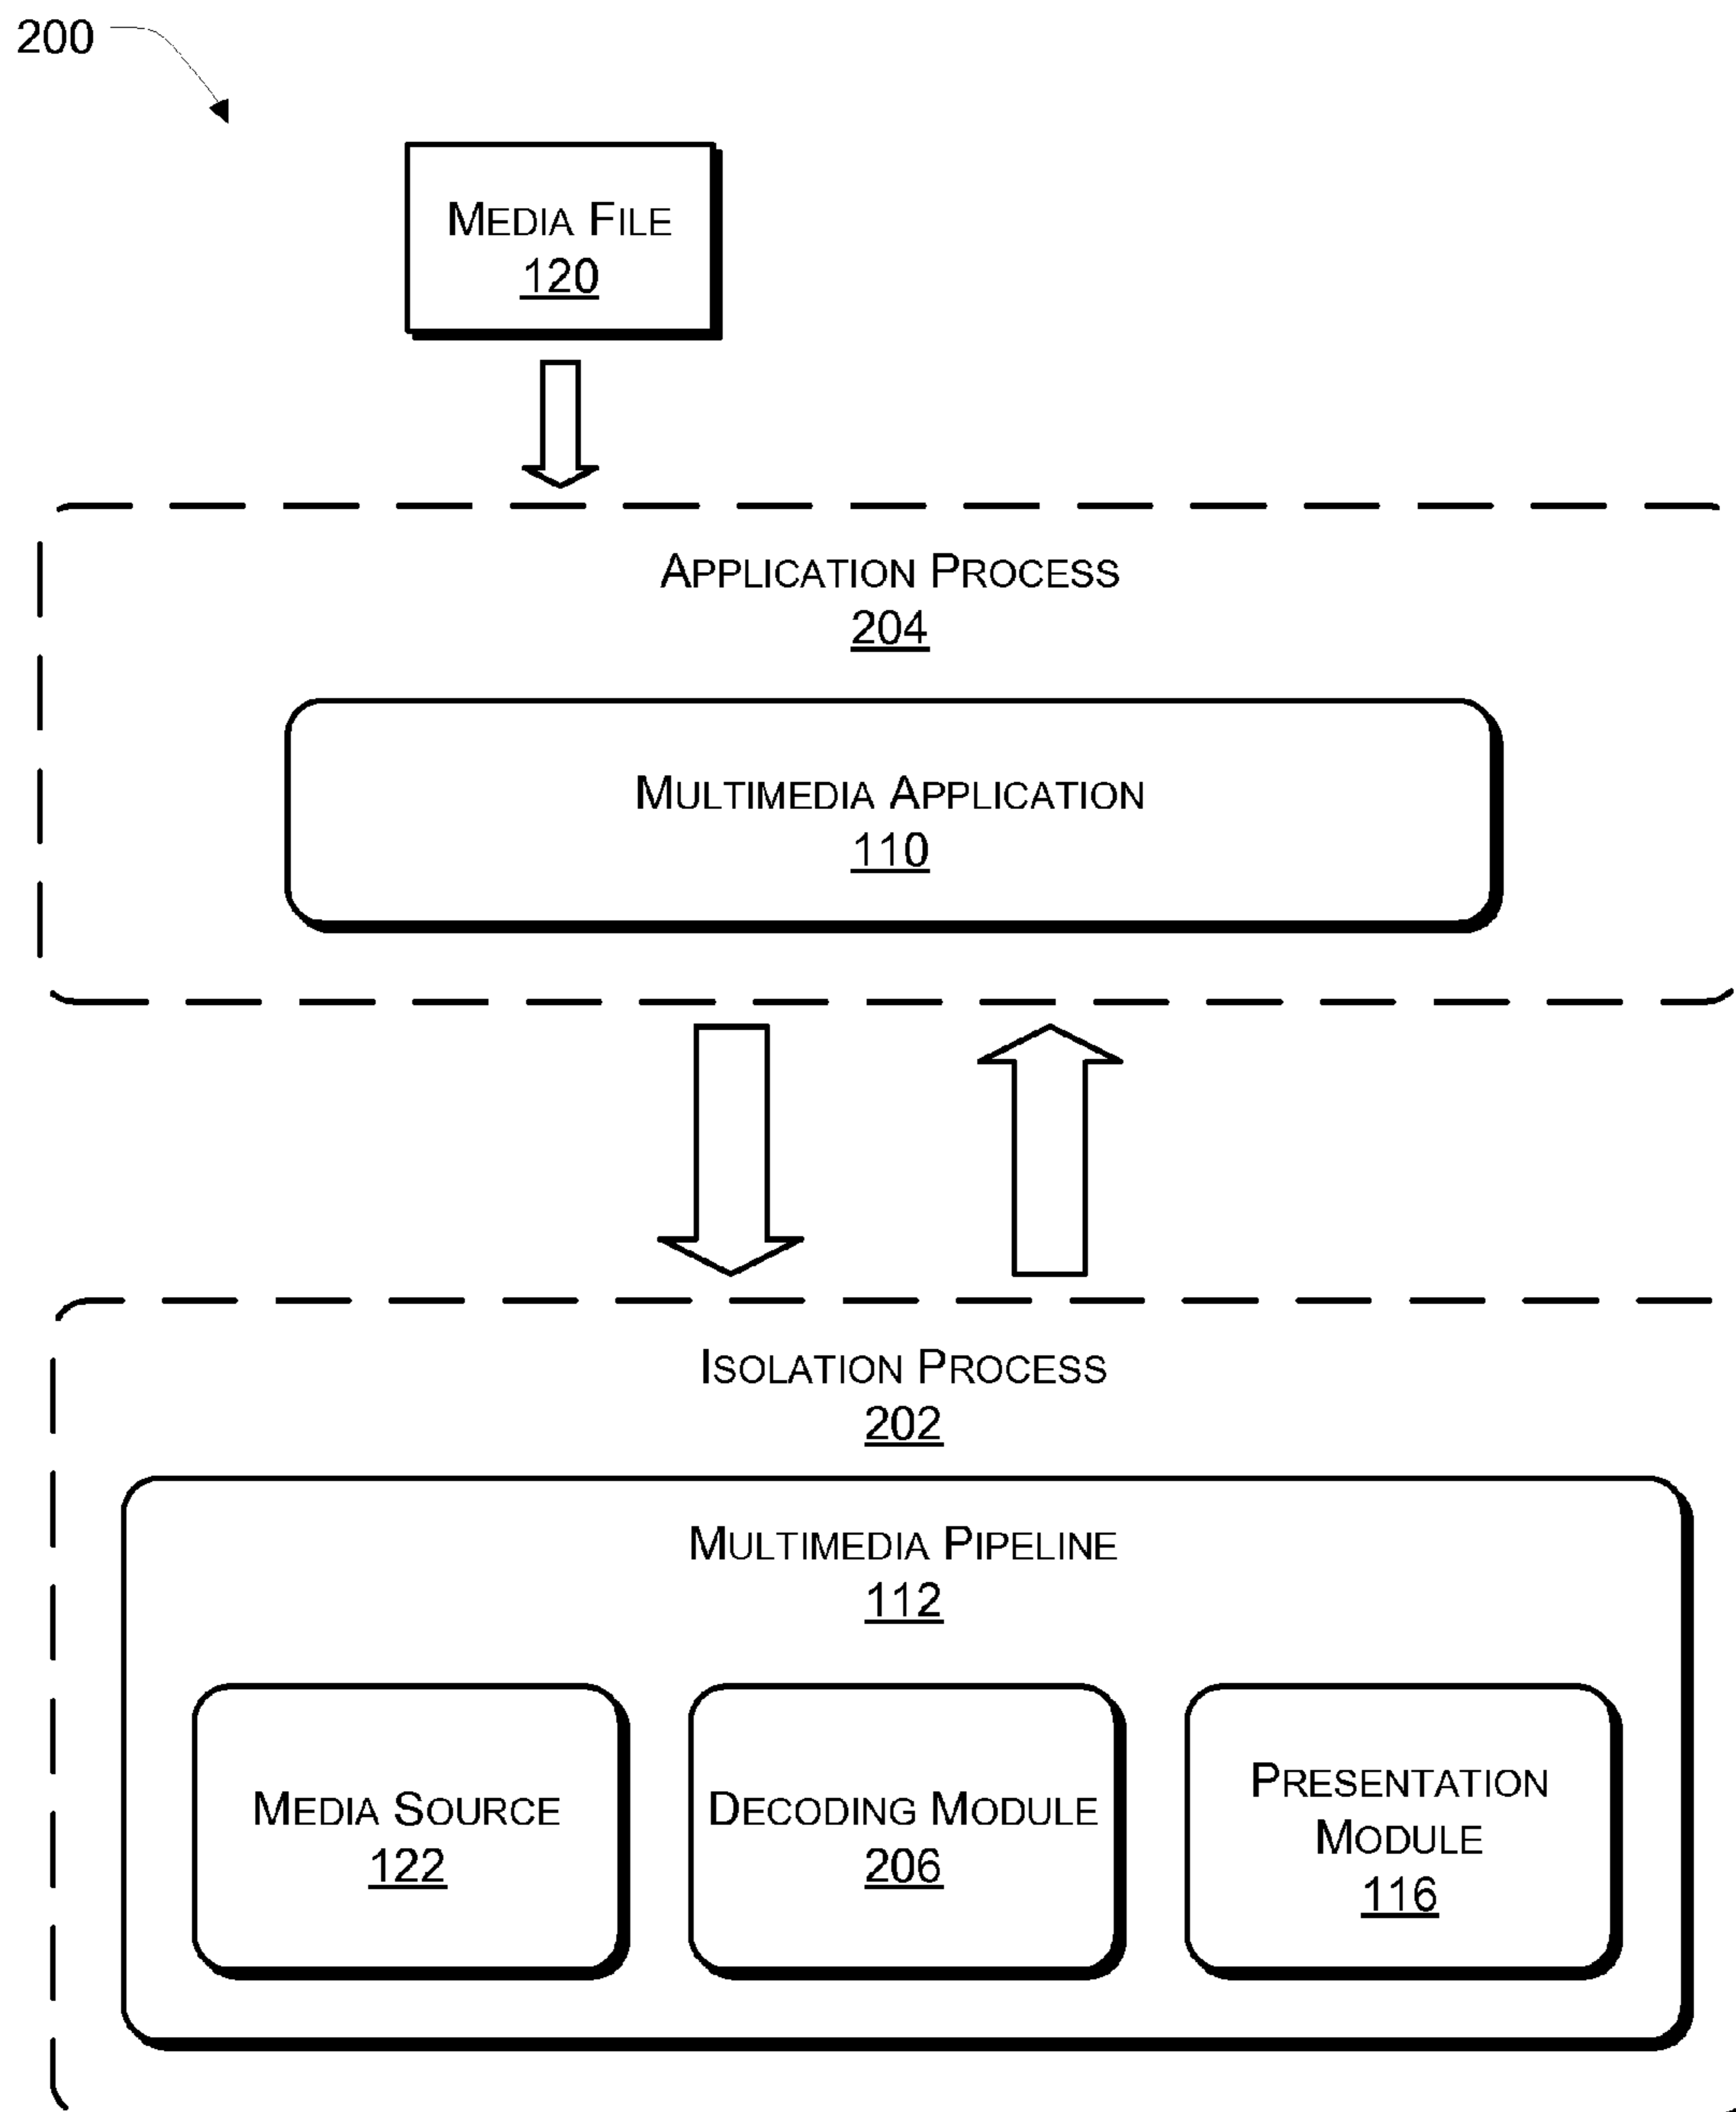 200
MEDIA FILE
120
APPLICATION PROCESS
204
MULTIMEDIA APPLICATION
110
ISOLATION PROCESS
202
MULTIMEDIA PIPELINE
112
MEDIA SOURCE
122
DECODING MODULE
206
PRESENTATION
MODULE
116